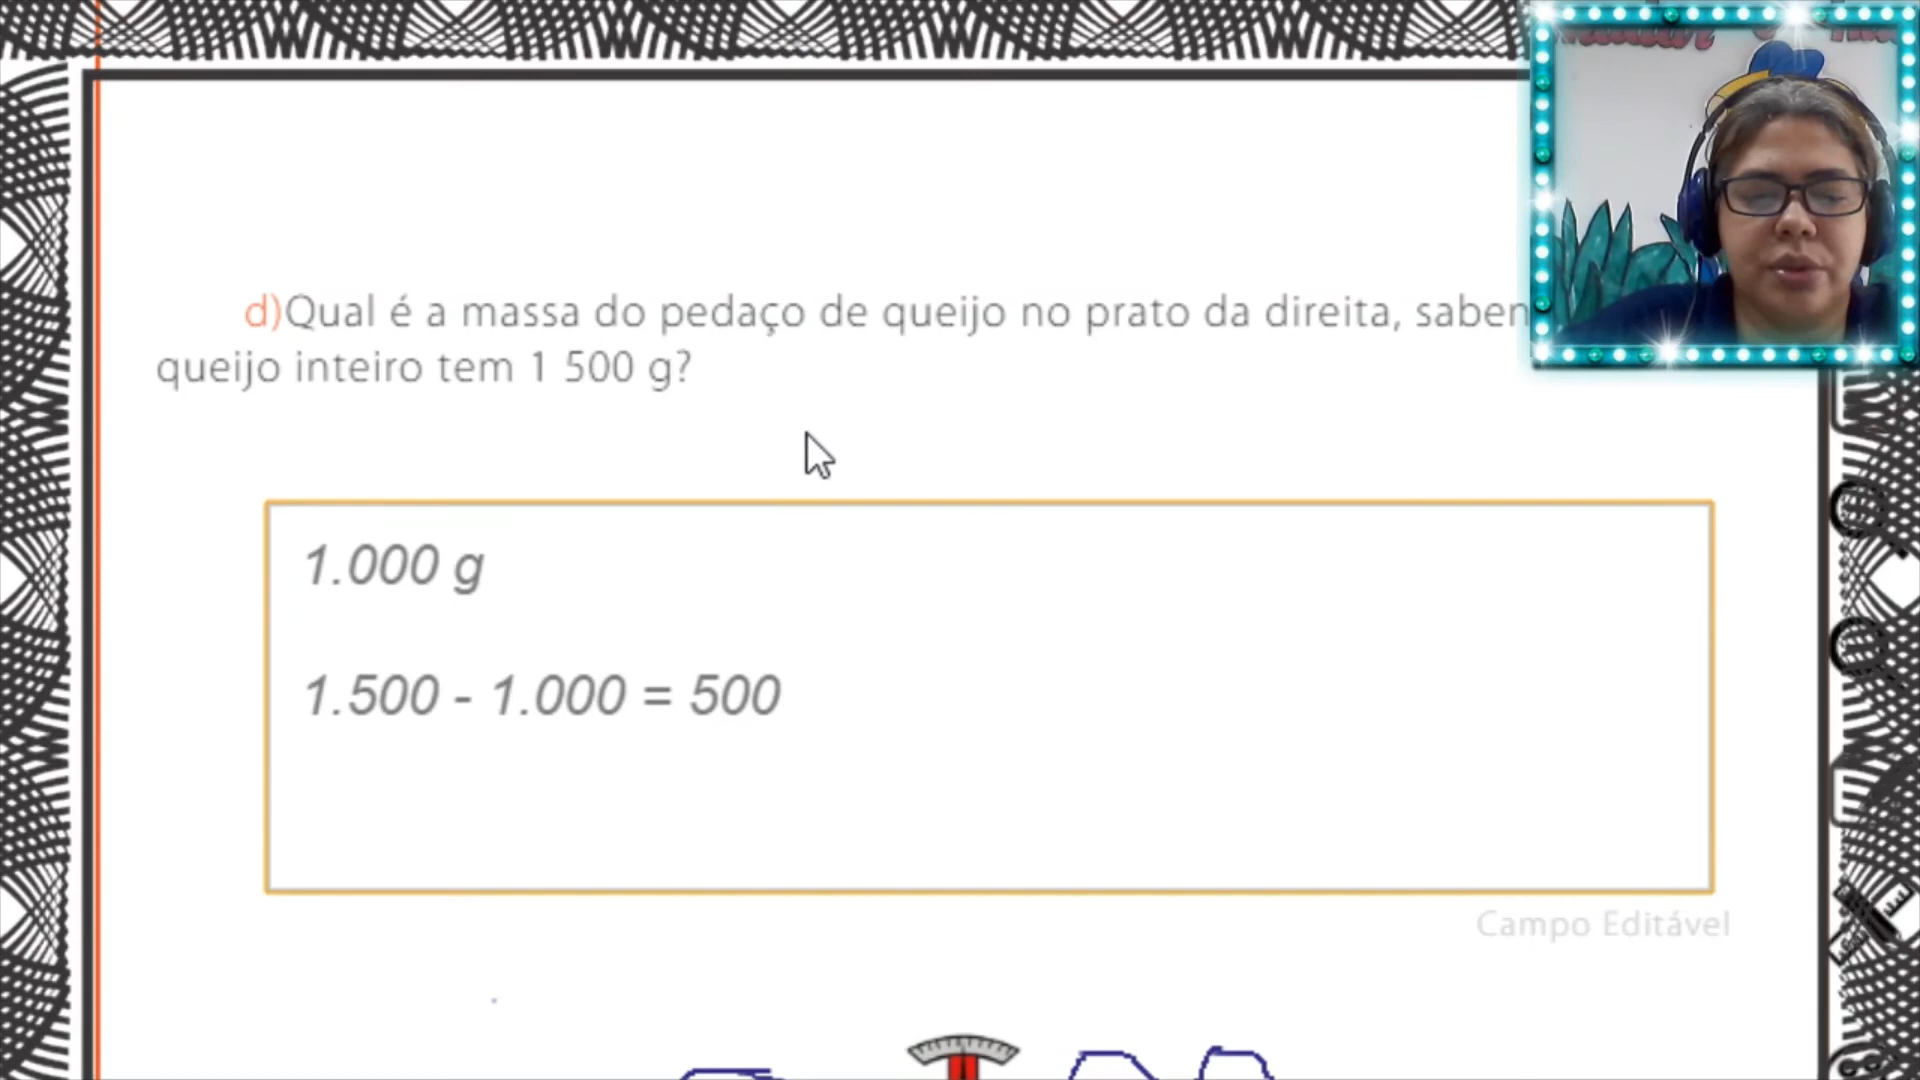 d)Qual é a massa do pedaço de queijo no prato da direita, saben
queijo inteiro tem 1 500 g?
1.000 g
1.500 - 1.000 = 500
Campo Editável